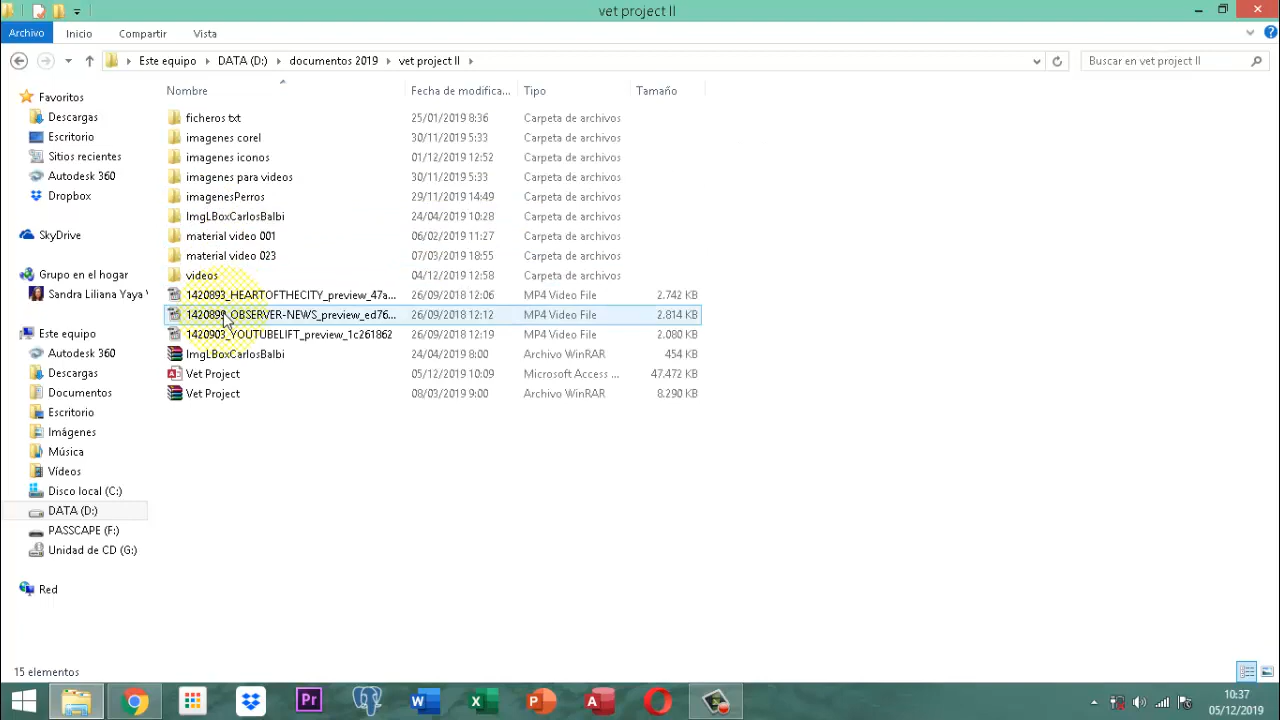 vet project II
Archivo Inicio Compartir Vista
Este equipo DATA (D:) documentos 2019 vet project II
Buscar en vet project II
Nombre Fecha de modifica... Tipo Tamaño
Favoritos
Descargas
Escritorio
Sitios recientes
Autodesk 360
Dropbox
SkyDrive
Grupo en el hogar
Sandra Liliana Yaya
Este equipo
Autodesk 360
Descargas
Documentos
Escritorio
Imágenes
Música
Vídeos
Disco local (C:)
DATA (D:)
PASSCAPE (F:)
Unidad de CD (G:)
Red
ficheros txt 25/01/2019 8:36 Carpeta de archivos
imagenes corel 30/11/2019 5:33 Carpeta de archivos
imagenes iconos 01/12/2019 12:52 Carpeta de archivos
imagenes para videos 30/11/2019 5:33 Carpeta de archivos
imagenesPerros 29/11/2019 14:49 Carpeta de archivos
ImgLBoxCarlosBalbi 24/04/2019 10:28 Carpeta de archivos
material video 001 06/02/2019 11:27 Carpeta de archivos
material video 023 07/03/2019 18:55 Carpeta de archivos
videos 04/12/2019 12:58 Carpeta de archivos
1420893_HEARTOFTHECITY_preview_47a... 26/09/2018 12:06 MP4 Video File 2.742 KB
1420899_OBSERVER-NEWS_preview_ed76... 26/09/2018 12:12 MP4 Video File 2.814 KB
1420903_YOUTUBELIFT_preview_1c261862 26/09/2018 12:19 MP4 Video File 2.080 KB
ImgLBoxCarlosBalbi 24/04/2019 8:00 Archivo WinRAR 454 KB
Vet Project 05/12/2019 10:09 Microsoft Access ... 47.472 KB
Vet Project 08/03/2019 9:00 Archivo WinRAR 8.290 KB
15 elementos
10:37
05/12/2019